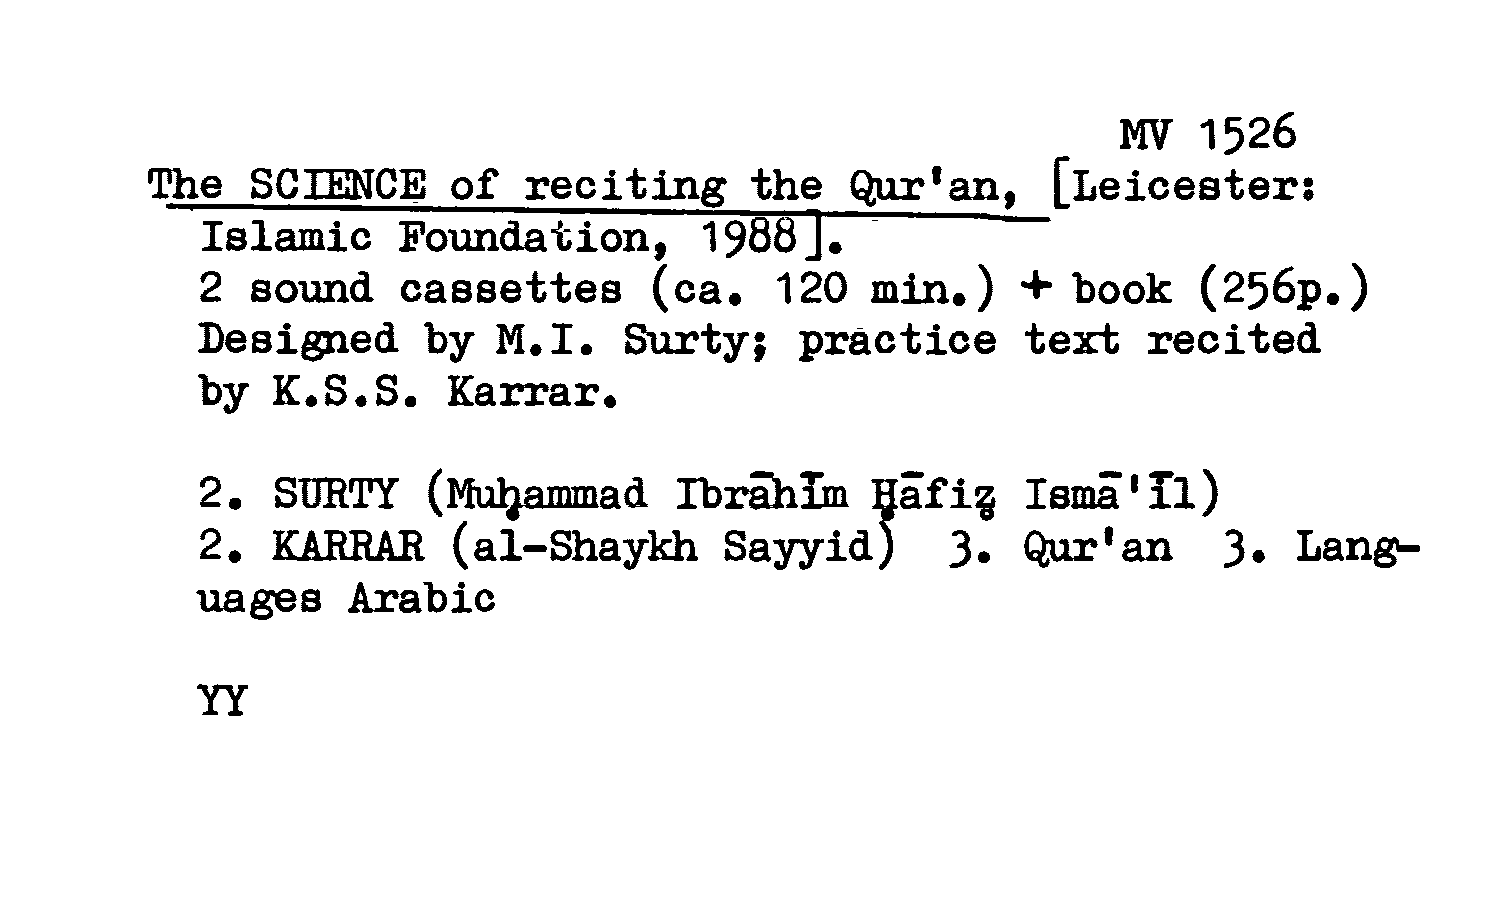 MV 1526
The SCIENCE of reciting the Qur'an, [Leicester:
Islamic Foundation, 1988].
2 sound cassettes (ca. 120 min.) + book (256p.)
Designed by M.I. Surty; practice text recited
by K.S.S. Karrar.
2. SURTY (Muḥammad Ibrāhīm Ḥāfiẓ Ismā'īl)
2. KARRAR (al-Shaykh Sayyid) 3. Qur'an 3. Lang-
uages Arabic
YY